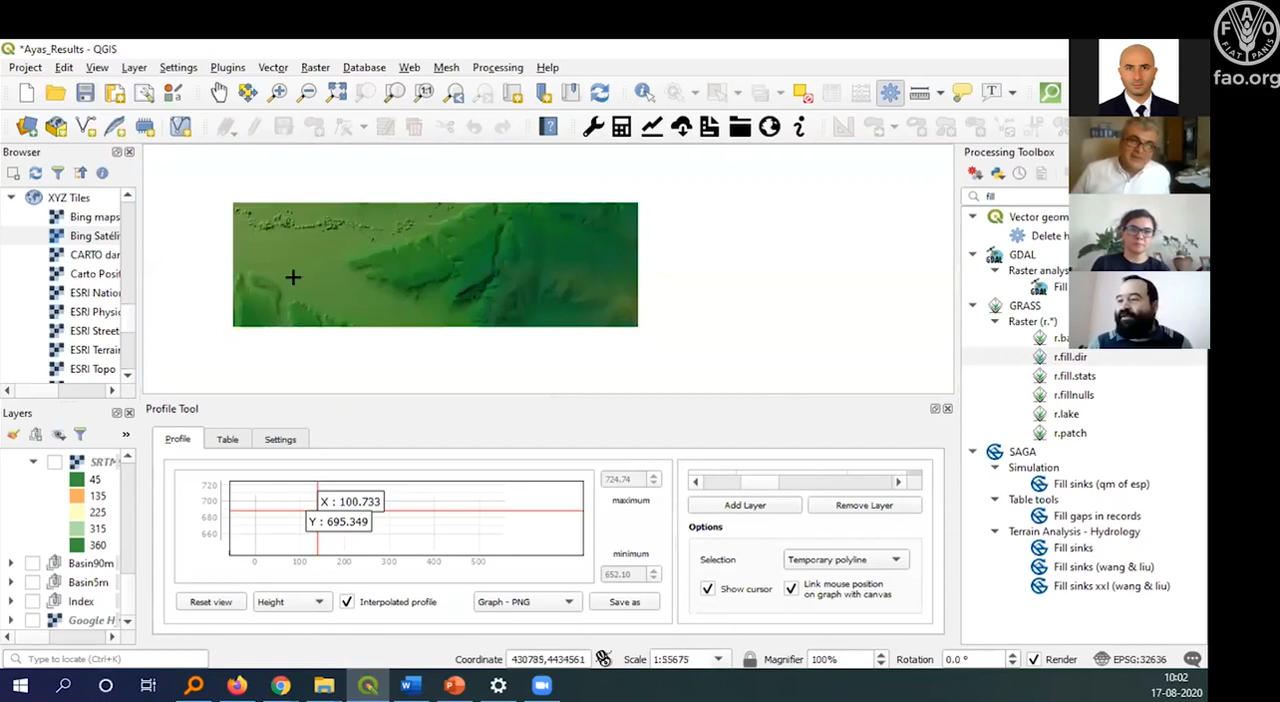 F A O
FIAT PANIS
fao.org
*Ayas_Results - QGIS
Project Edit View Layer Settings Plugins Vector Raster Database Web Mesh Processing Help
Browser
XYZ Tiles
Bing maps
Bing Satéli
CARTO dar
Carto Posi
ESRI Nation
ESRI Physi
ESRI Street
ESRI Terrai
ESRI Topo
Layers
SRTM
45
135
225
315
360
Basin90m
Basin5m
Index
Google H
Profile Tool
Profile Table Settings
720
700
680
660
0 100 200 300 400 500
X : 100.733
Y : 695.349
724.74
maximum
minimum
652.10
Reset view Height Interpolated profile Graph - PNG Save as
Add Layer Remove Layer
Options
Selection Temporary polyline
Show cursor Link mouse position on graph with canvas
Processing Toolbox
fill
Vector geom
Delete h
GDAL
Raster analys
Fill
GRASS
Raster (r.*)
r.ba
r.fill.dir
r.fill.stats
r.fillnulls
r.lake
r.patch
SAGA
Simulation
Fill sinks (qm of esp)
Table tools
Fill gaps in records
Terrain Analysis - Hydrology
Fill sinks
Fill sinks (wang & liu)
Fill sinks xxl (wang & liu)
Type to locate (Ctrl+K)
Coordinate 430785,4434561 Scale 1:55675 Magnifier 100% Rotation 0.0 ° Render EPSG:32636
10:02
17-08-2020